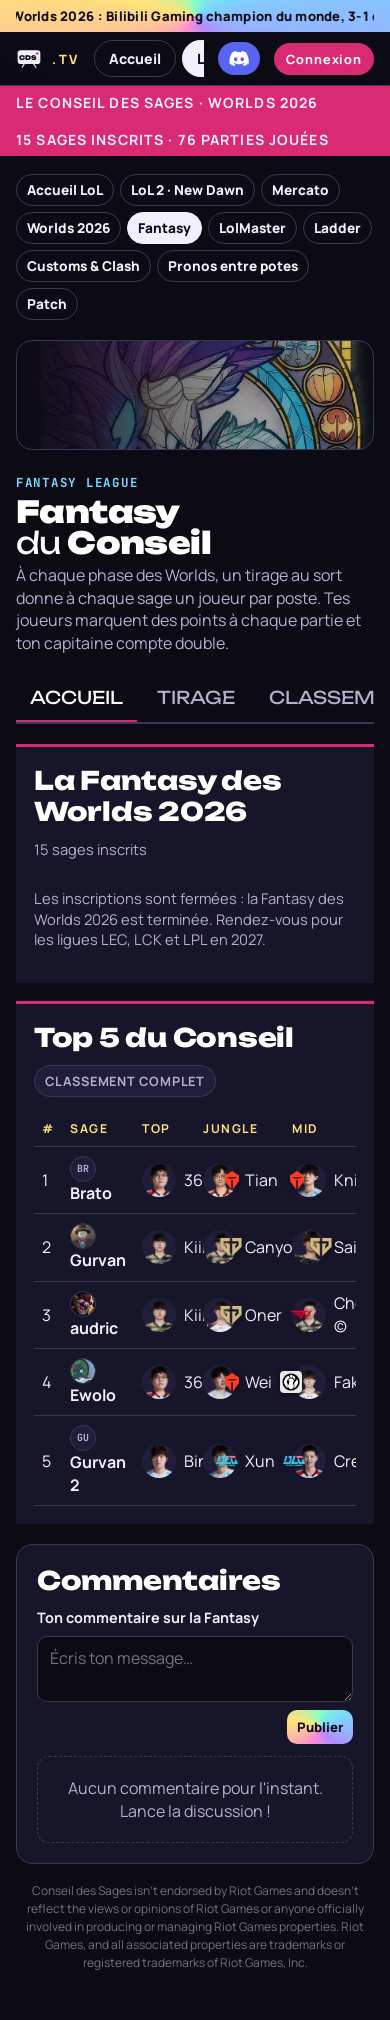 Worlds 2026 : Bilibili Gaming champion du monde, 3-1
cos .TV Accueil L Connexion
LE CONSEIL DES SAGES · WORLDS 2026
15 SAGES INSCRITS · 76 PARTIES JOUÉES
Accueil LoL LoL 2 · New Dawn Mercato
Worlds 2026 Fantasy LolMaster Ladder
Customs & Clash Pronos entre potes
Patch
FANTASY LEAGUE
Fantasy
du Conseil
À chaque phase des Worlds, un tirage au sort
donne à chaque sage un joueur par poste. Tes
joueurs marquent des points à chaque partie et
ton capitaine compte double.
ACCUEIL TIRAGE CLASSEM
La Fantasy des
Worlds 2026
15 sages inscrits
Les inscriptions sont fermées : la Fantasy des
Worlds 2026 est terminée. Rendez-vous pour
les ligues LEC, LCK et LPL en 2027.
Top 5 du Conseil
CLASSEMENT COMPLET
# SAGE TOP JUNGLE MID
1 BR Brato 36 Tian Kni
2 Gurvan Kii Canyo Sai
3 audric Kii Oner Cho ©
4 Ewolo 36 Wei Fak
5 GU Gurvan 2 Bin Xun Cre
Commentaires
Ton commentaire sur la Fantasy
Écris ton message...
Publier
Aucun commentaire pour l'instant.
Lance la discussion !
Conseil des Sages isn't endorsed by Riot Games and doesn't
reflect the views or opinions of Riot Games or anyone officially
involved in producing or managing Riot Games properties. Riot
Games, and all associated properties are trademarks or
registered trademarks of Riot Games, Inc.